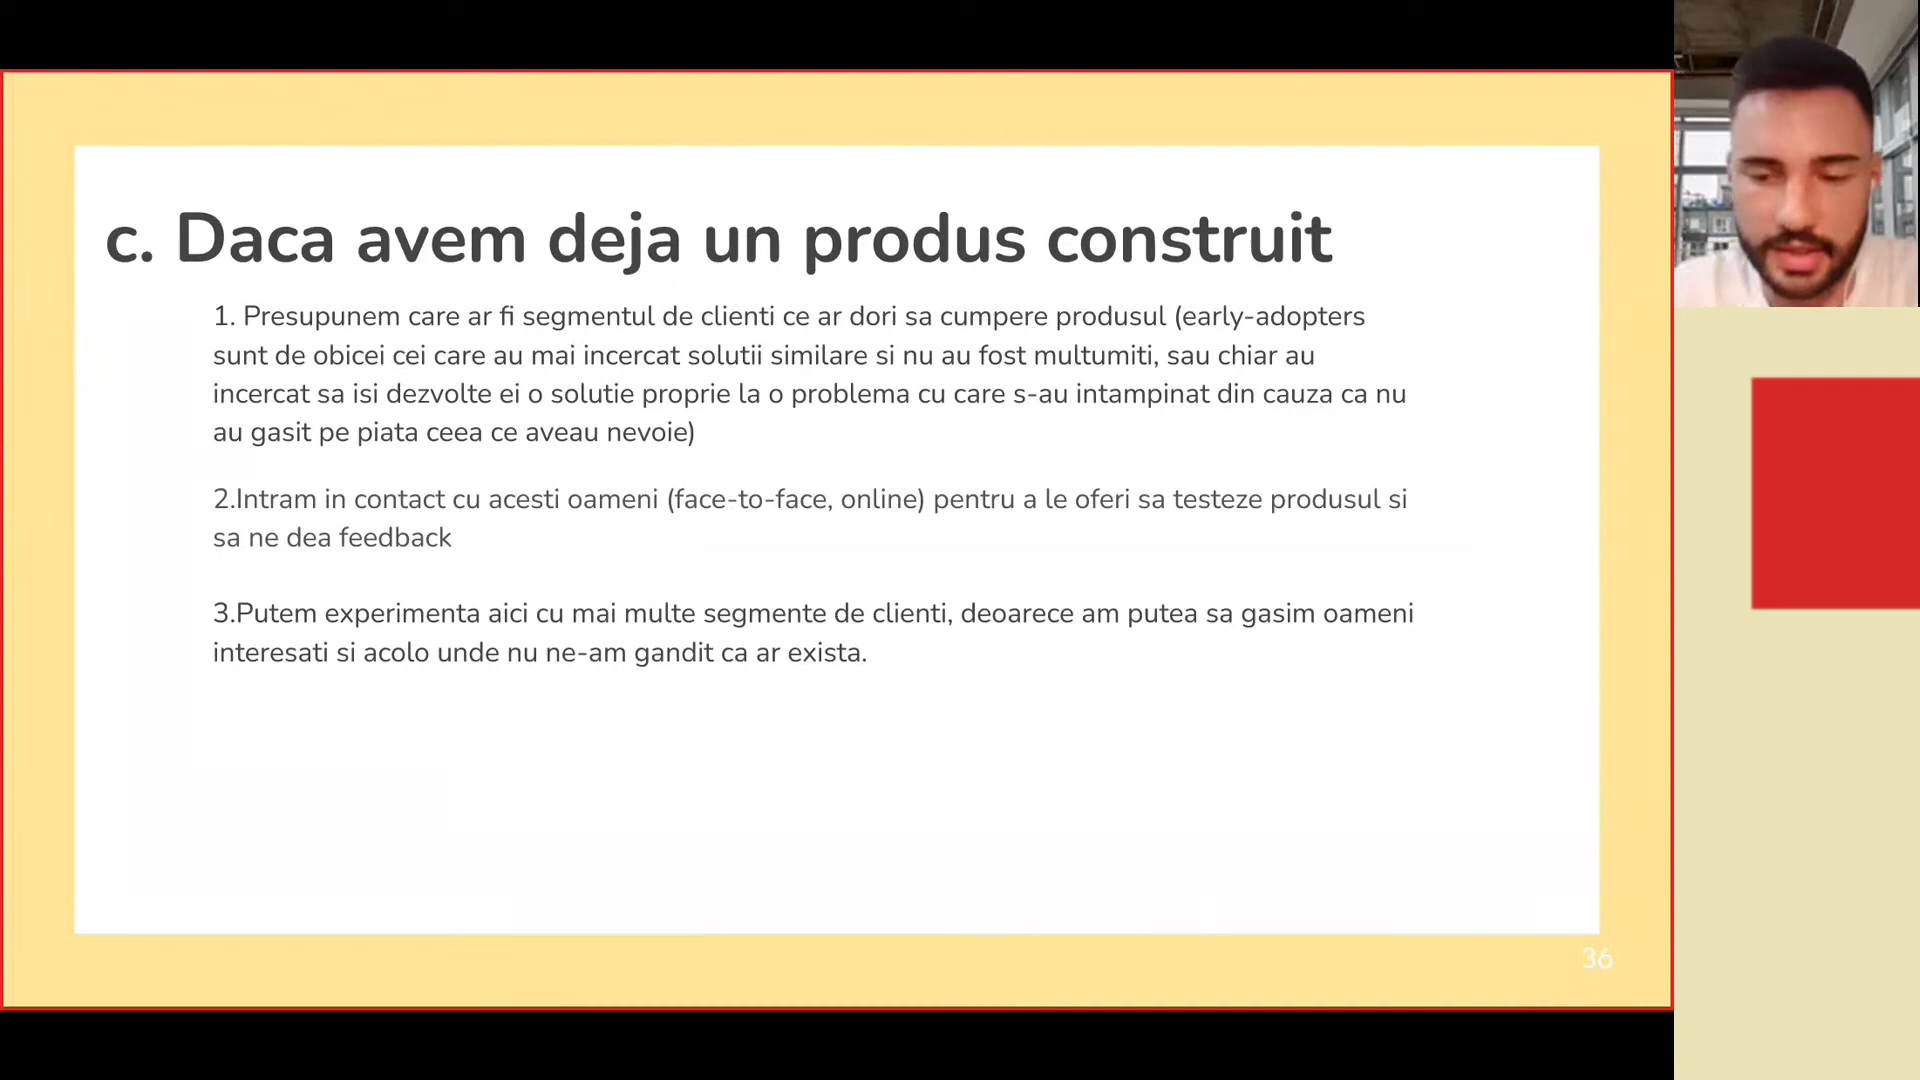 c. Daca avem deja un produs construit
1. Presupunem care ar fi segmentul de clienti ce ar dori sa cumpere produsul (early-adopters
sunt de obicei cei care au mai incercat solutii similare si nu au fost multumiti, sau chiar au
incercat sa isi dezvolte ei o solutie proprie la o problema cu care s-au intampinat din cauza ca nu
au gasit pe piata ceea ce aveau nevoie)
2.Intram in contact cu acesti oameni (face-to-face, online) pentru a le oferi sa testeze produsul si
sa ne dea feedback
3.Putem experimenta aici cu mai multe segmente de clienti, deoarece am putea sa gasim oameni
interesati si acolo unde nu ne-am gandit ca ar exista.
36